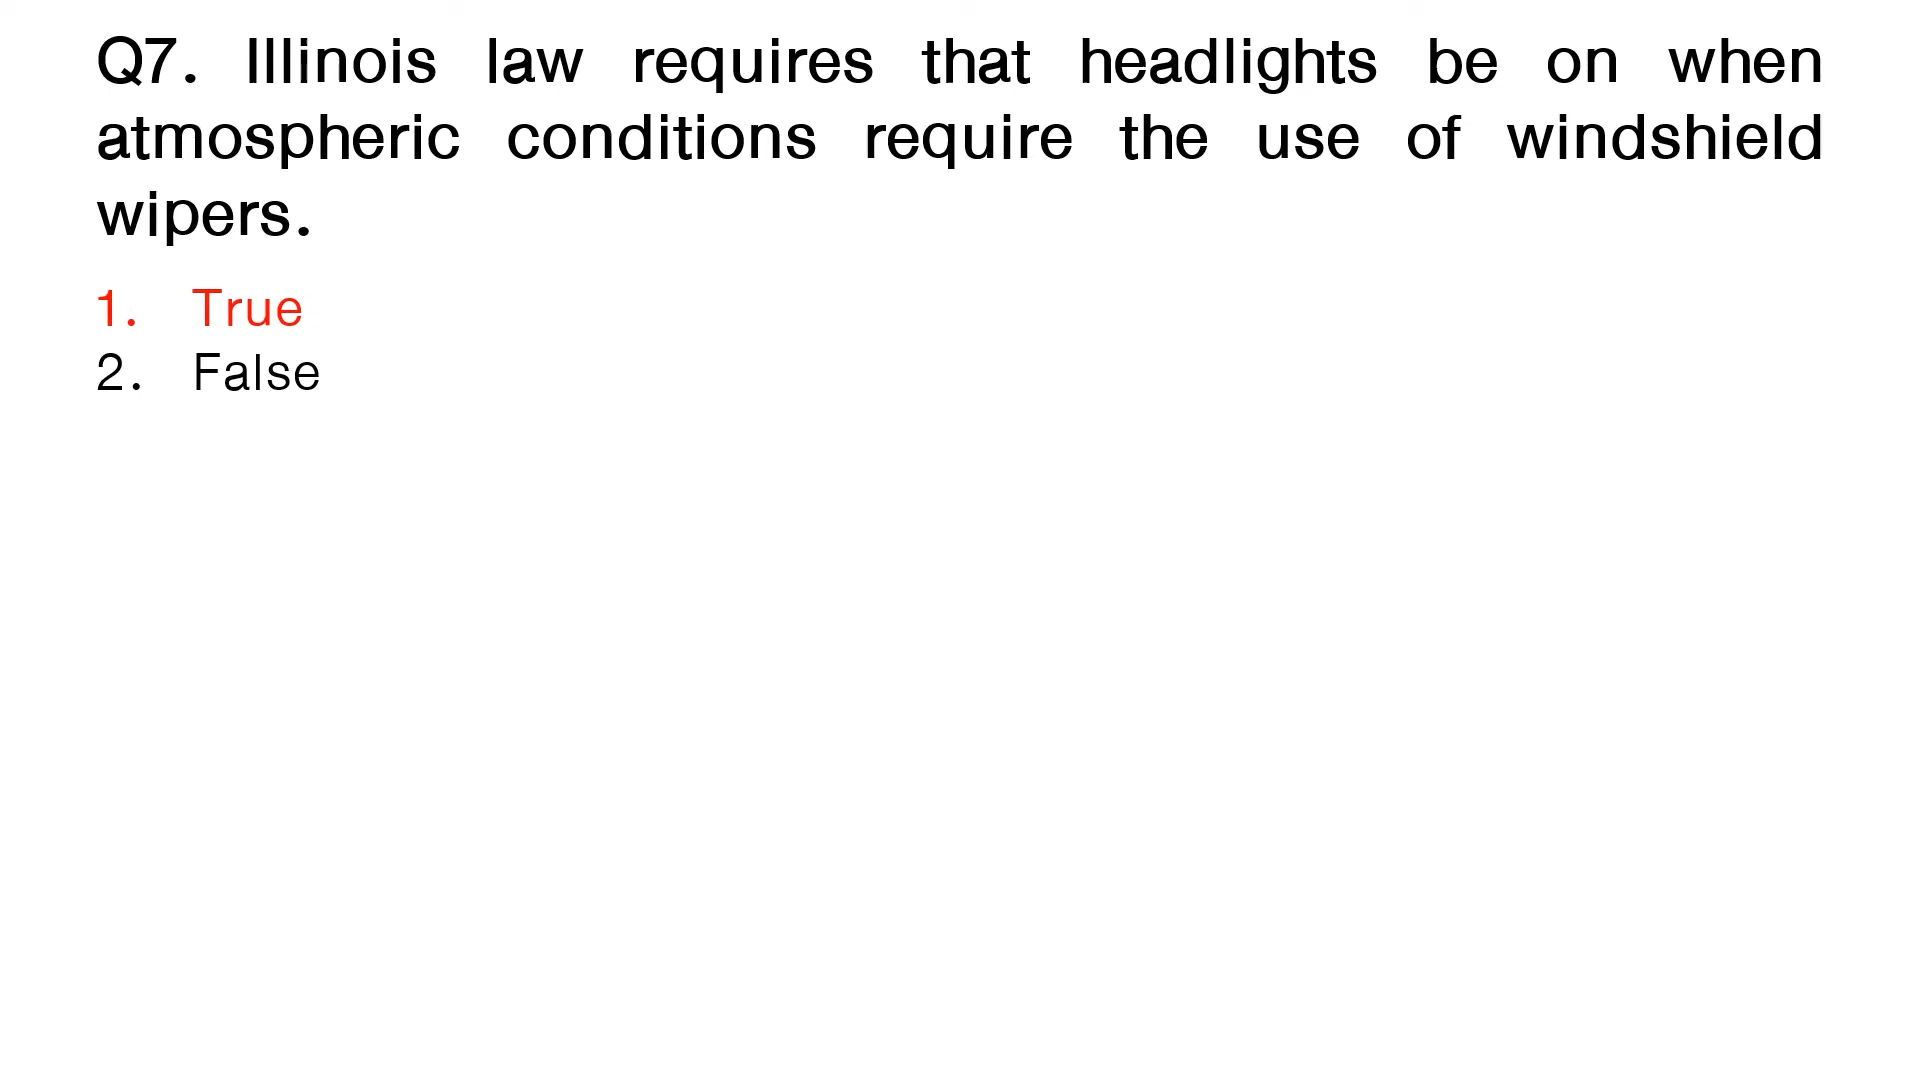 Q7. Illinois law requires that headlights be on when
atmospheric conditions require the use of windshield
wipers.
1. True
2. False